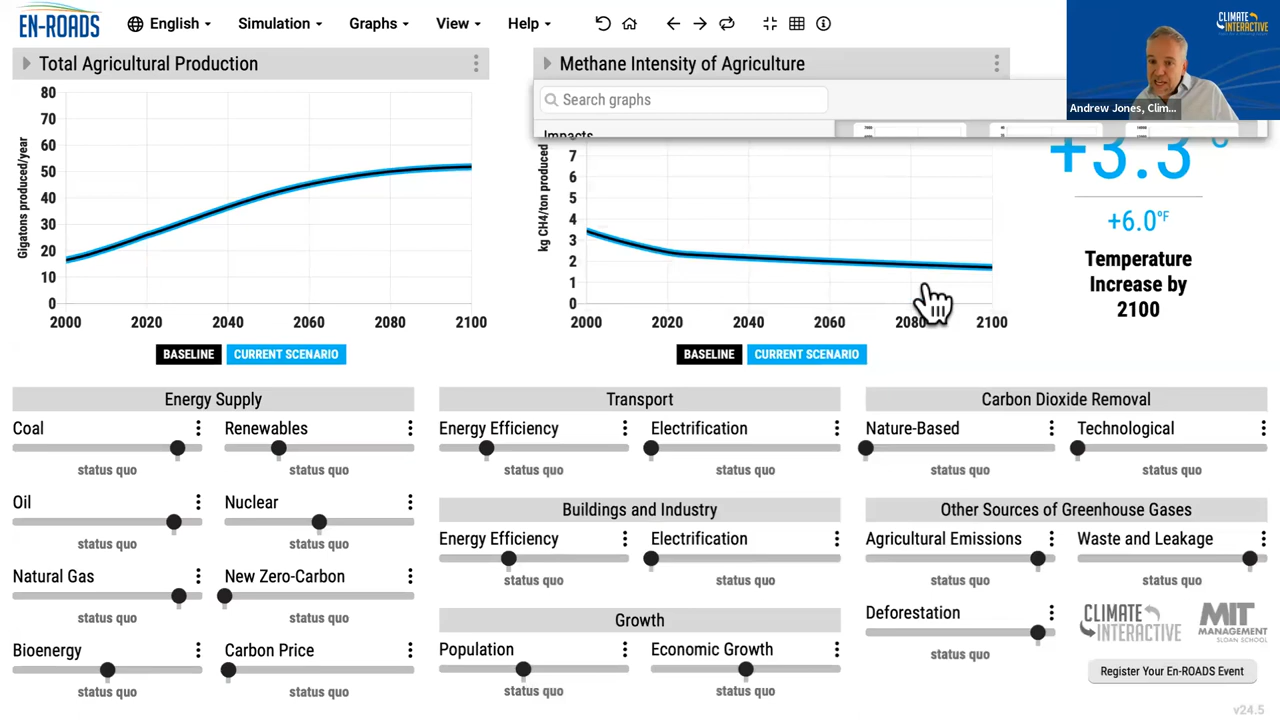 EN-ROADS
English
Simulation
Graphs
View
Help
CLIMATE
INTERACTIVE
Andrew Jones, Clim...
Total Agricultural Production
80
70
60
50
40
30
20
10
0
Gigatons produced/year
2000
2020
2040
2060
2080
2100
BASELINE
CURRENT SCENARIO
Methane Intensity of Agriculture
Search graphs
Impacts
7
6
5
4
3
2
1
0
kg CH4/ton produced
2000
2020
2040
2060
2080
2100
BASELINE
CURRENT SCENARIO
+3.3°
+6.0°F
Temperature
Increase by
2100
Energy Supply
Coal
status quo
Renewables
status quo
Oil
status quo
Nuclear
status quo
Natural Gas
status quo
New Zero-Carbon
status quo
Bioenergy
status quo
Carbon Price
status quo
Transport
Energy Efficiency
status quo
Electrification
status quo
Buildings and Industry
Energy Efficiency
status quo
Electrification
status quo
Growth
Population
status quo
Economic Growth
status quo
Carbon Dioxide Removal
Nature-Based
status quo
Technological
status quo
Other Sources of Greenhouse Gases
Agricultural Emissions
status quo
Waste and Leakage
status quo
Deforestation
status quo
CLIMATE
INTERACTIVE
MIT
MANAGEMENT
SLOAN SCHOOL
Register Your En-ROADS Event
v24.5